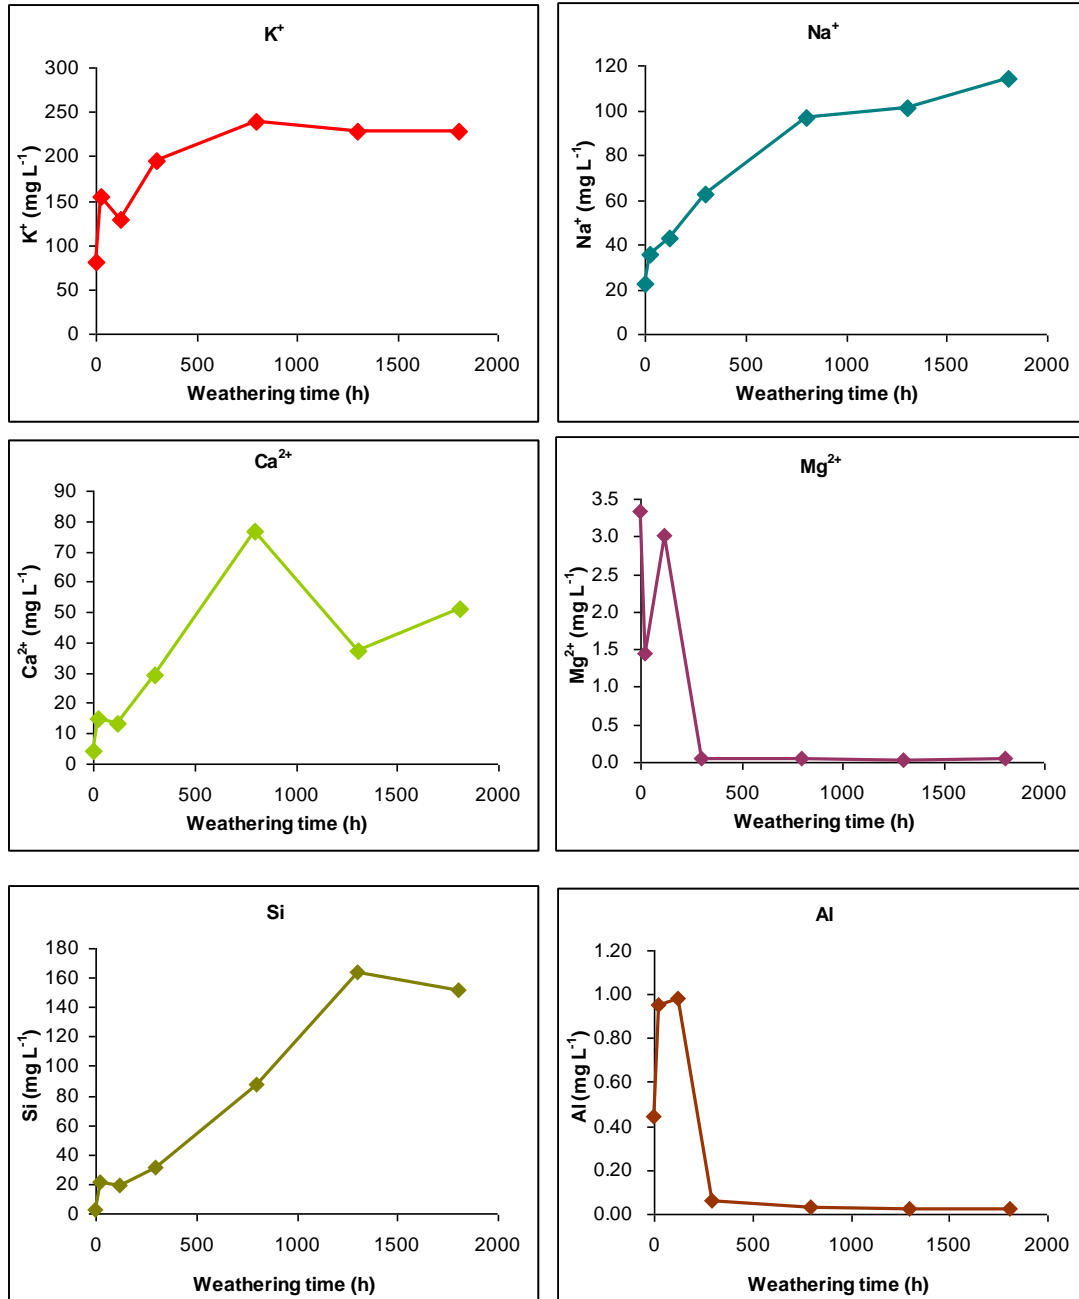 K⁺
300
250
200
150
100
50
0
K⁺ (mg L⁻¹)
0 500 1000 1500 2000
Weathering time (h)
Na⁺
120
100
80
60
40
20
0
Na⁺ (mg L⁻¹)
0 500 1000 1500 2000
Weathering time (h)
Ca²⁺
90
80
70
60
50
40
30
20
10
0
Ca²⁺ (mg L⁻¹)
0 500 1000 1500 2000
Weathering time (h)
Mg²⁺
3.5
3.0
2.5
2.0
1.5
1.0
0.5
0.0
Mg²⁺ (mg L⁻¹)
0 500 1000 1500 2000
Weathering time (h)
Si
180
160
140
120
100
80
60
40
20
0
Si (mg L⁻¹)
0 500 1000 1500 2000
Weathering time (h)
Al
1.20
1.00
0.80
0.60
0.40
0.20
0.00
Al (mg L⁻¹)
0 500 1000 1500 2000
Weathering time (h)